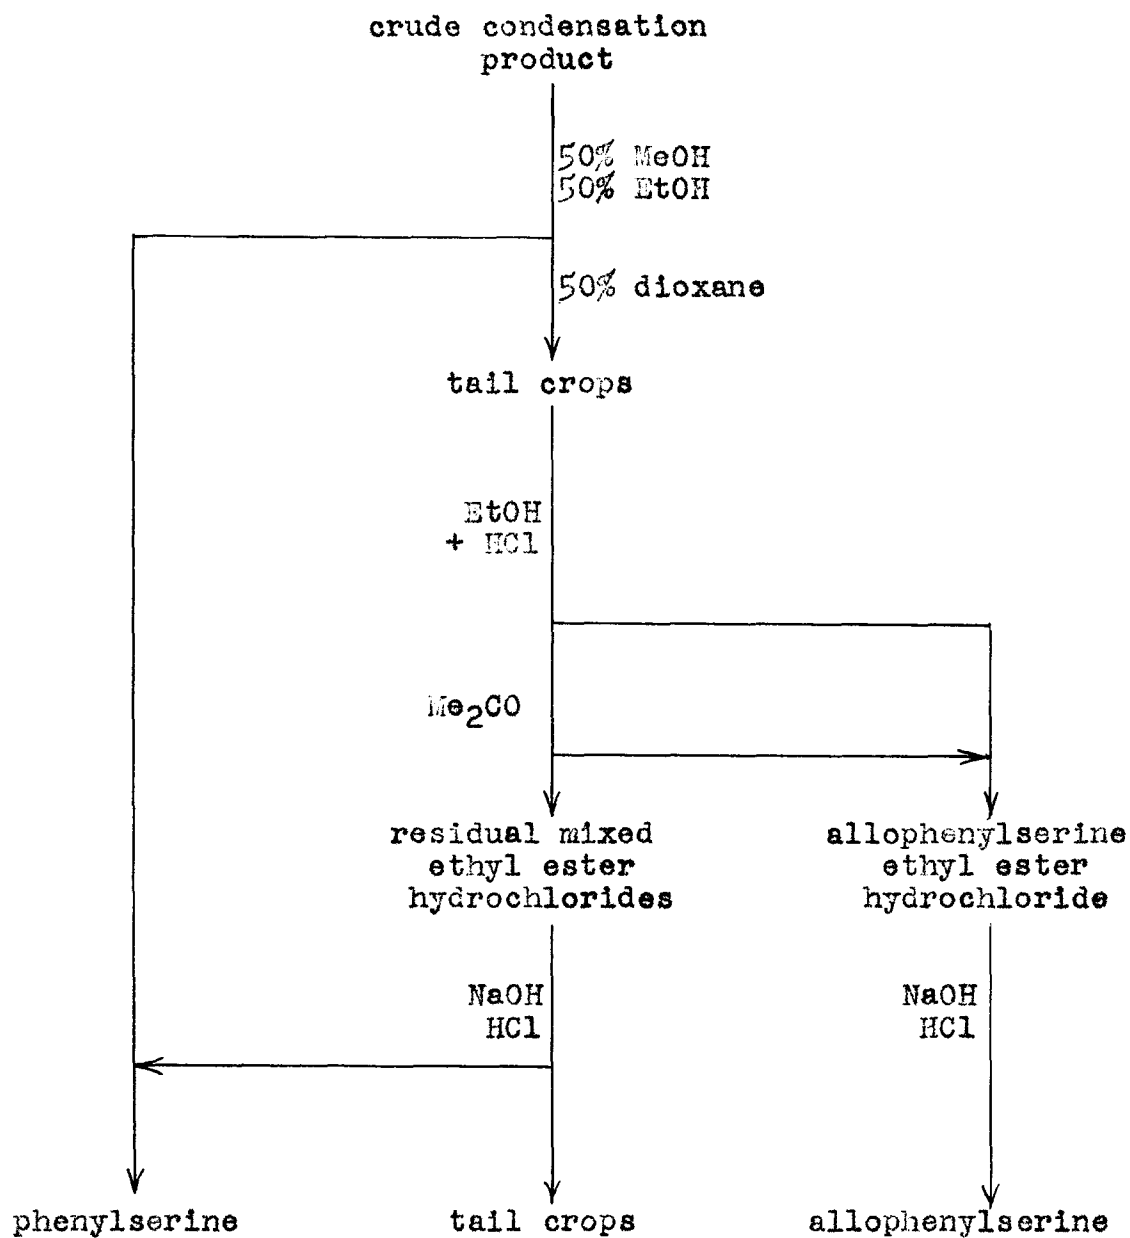 crude condensation
product
50% MeOH
50% EtOH
50% dioxane
tail crops
EtOH
+ HCl
Me2CO
residual mixed
ethyl ester
hydrochlorides
allophenylserine
ethyl ester
hydrochloride
NaOH
HCl
NaOH
HCl
phenylserine
tail crops
allophenylserine